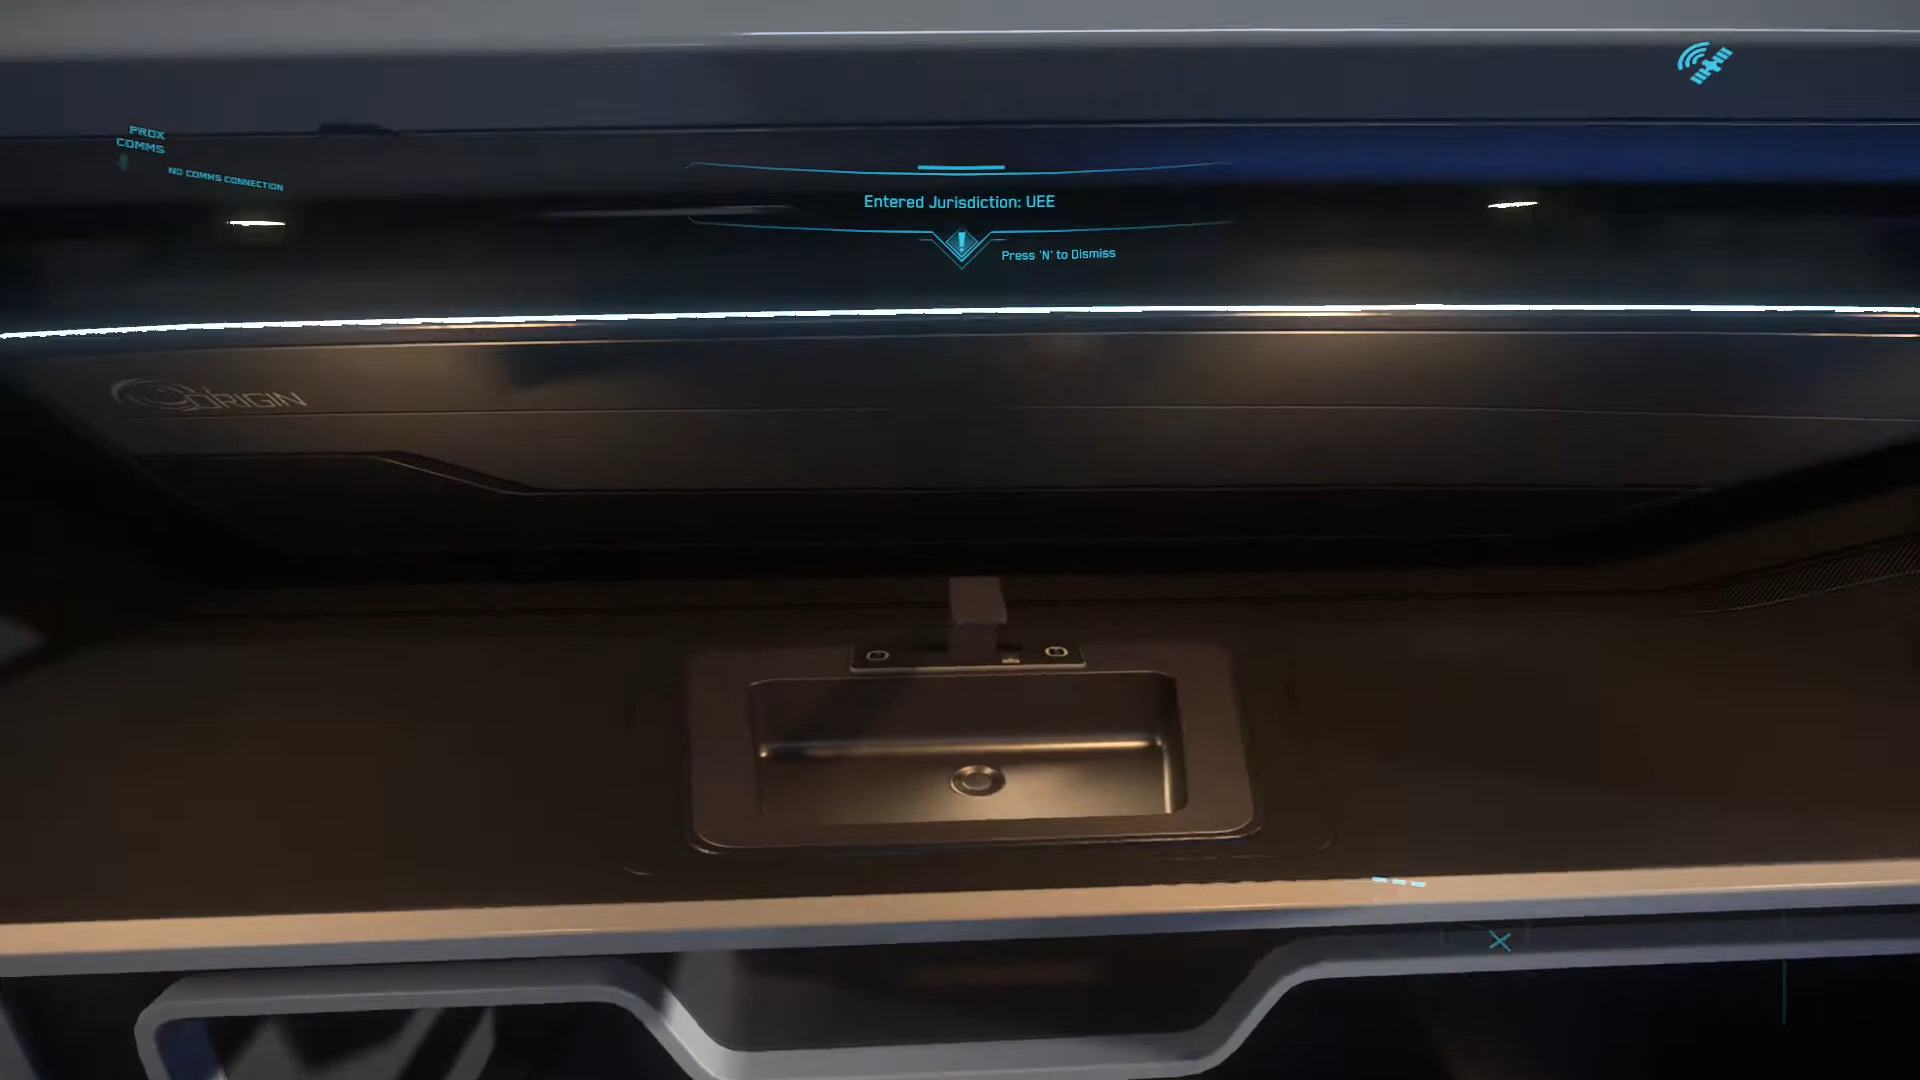 PROX
COMMS
NO COMMS CONNECTION
Entered Jurisdiction: UEE
Press 'N' to Dismiss
ORIGIN